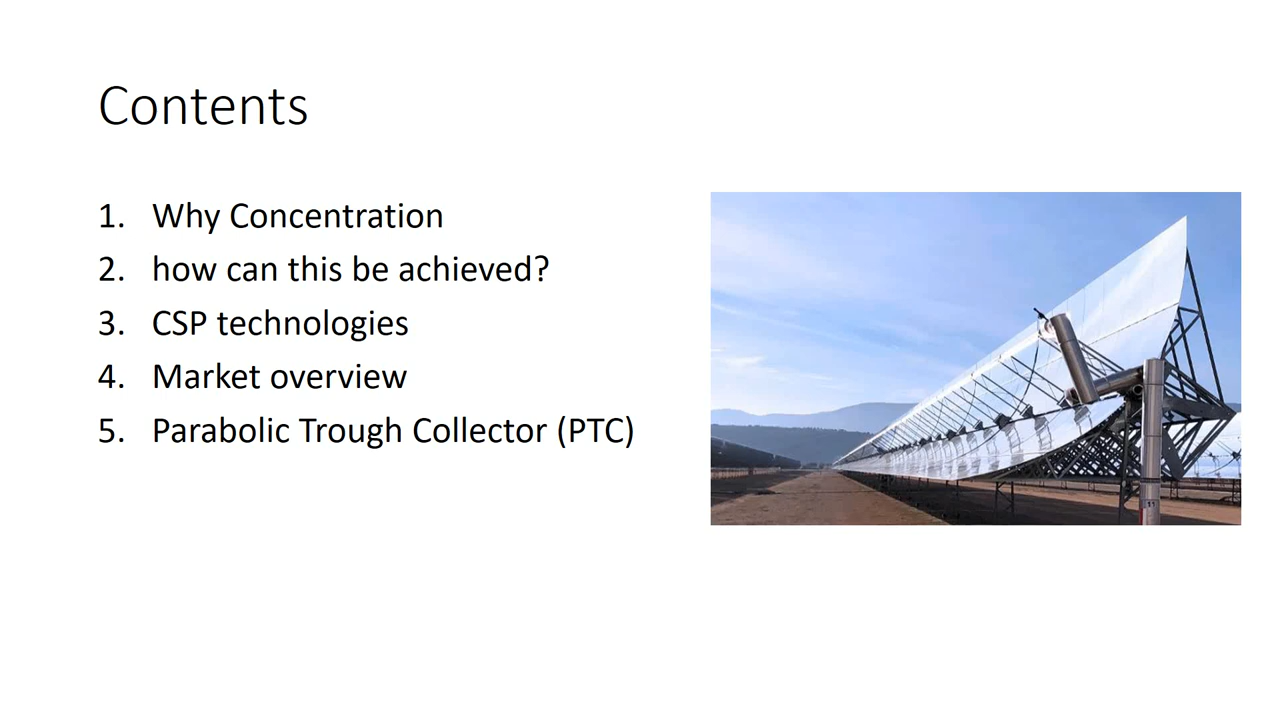 Contents
1. Why Concentration
2. how can this be achieved?
3. CSP technologies
4. Market overview
5. Parabolic Trough Collector (PTC)